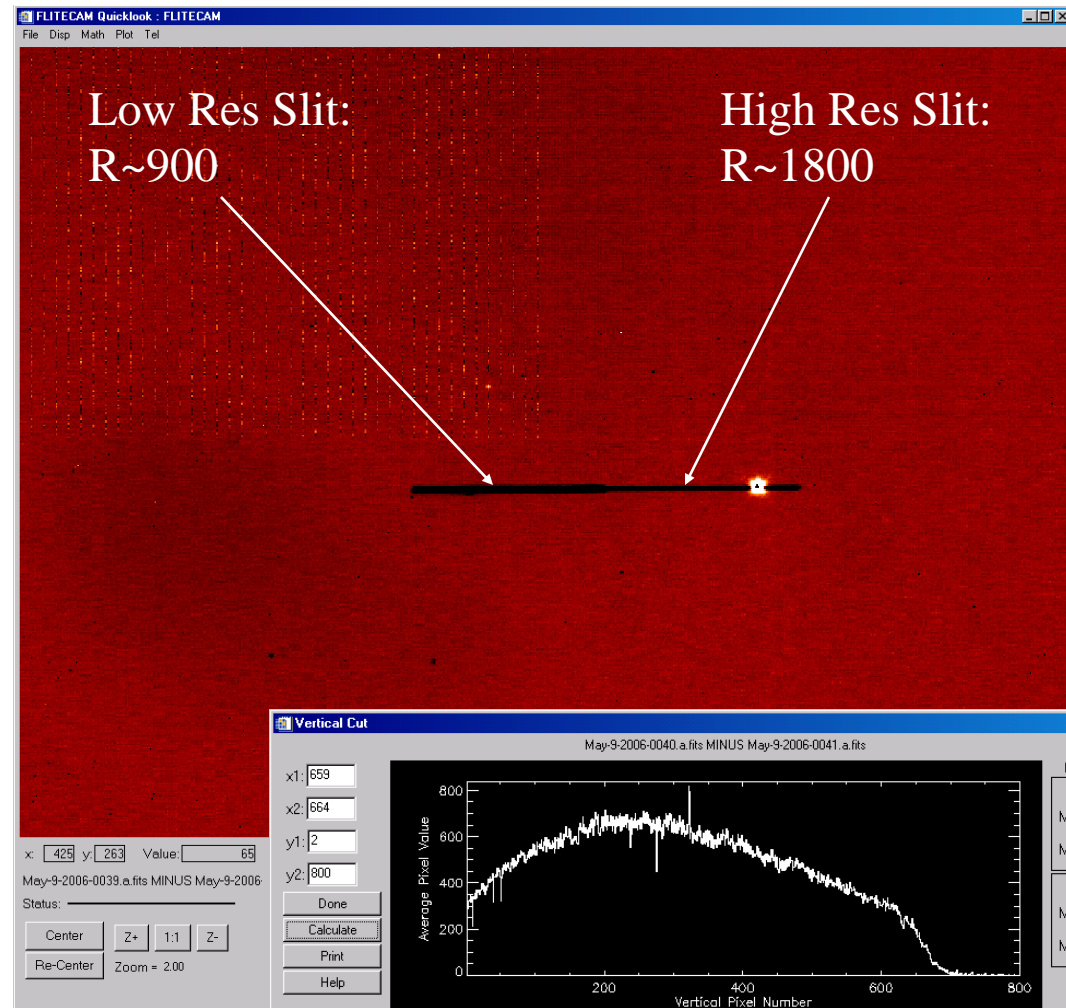 FLITECAM Quicklook : FLITECAM
File Disp Math Plot Tel
Low Res Slit:
R~900
High Res Slit:
R~1800
Vertical Cut
May-9-2006-0040.a.fits MINUS May-9-2006-0041.a.fits
x1: 659
x2: 664
y1: 2
y2: 800
Done
Calculate
Print
Help
Average Pixel Value
800
600
400
200
0
200 400 600 800
Vertical Pixel Number
x: 425 y: 263 Value: 65
May-9-2006-0039.a.fits MINUS May-9-2006-
Status:
Center Z+ 1:1 Z-
Re-Center Zoom = 2.00